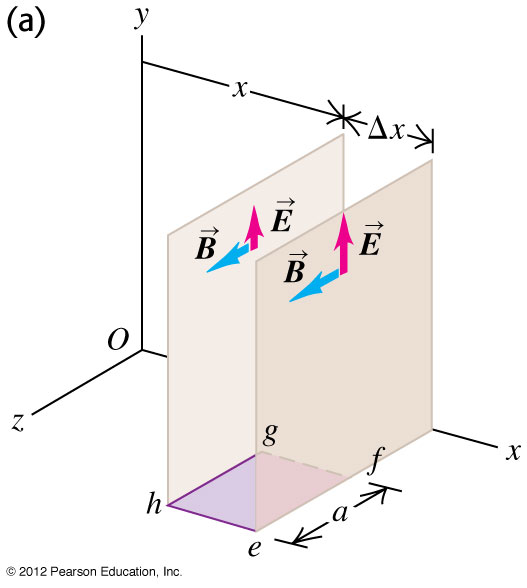 (a)
y
x
Δx
B⃗ E⃗
B⃗ E⃗
O
z
g
f
x
h
a
e
© 2012 Pearson Education, Inc.